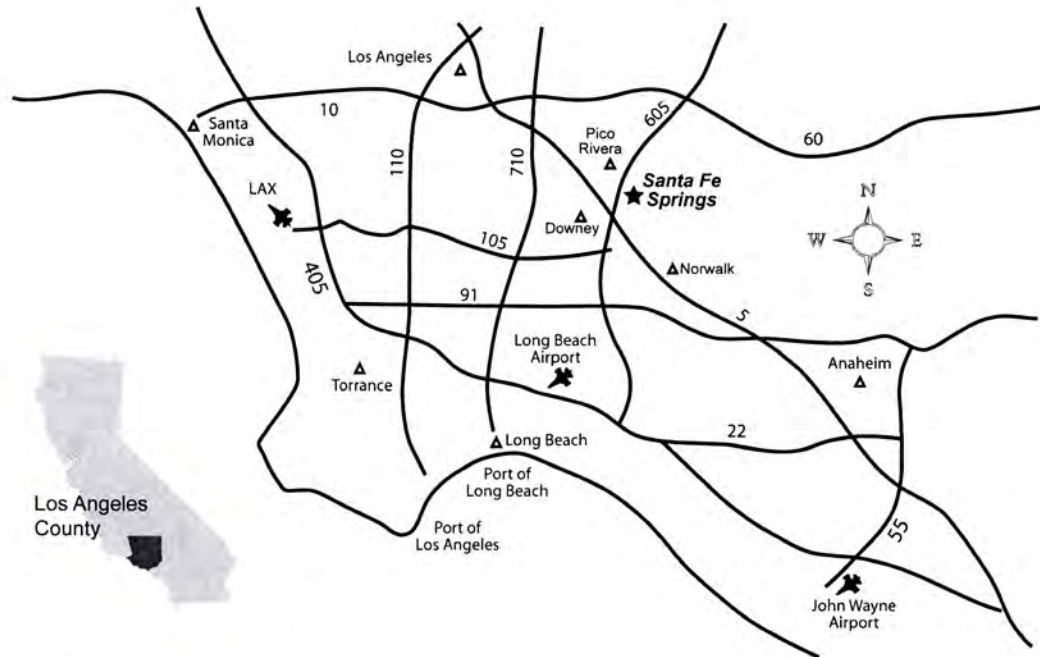 Los Angeles
10
605
60
Santa
Monica
110
710
Pico
Rivera
LAX
Santa Fe
Springs
N
W
E
S
Downey
105
Norwalk
405
91
5
Long Beach
Airport
Anaheim
Torrance
22
Long Beach
Port of
Long Beach
Los Angeles
County
Port of
Los Angeles
55
John Wayne
Airport